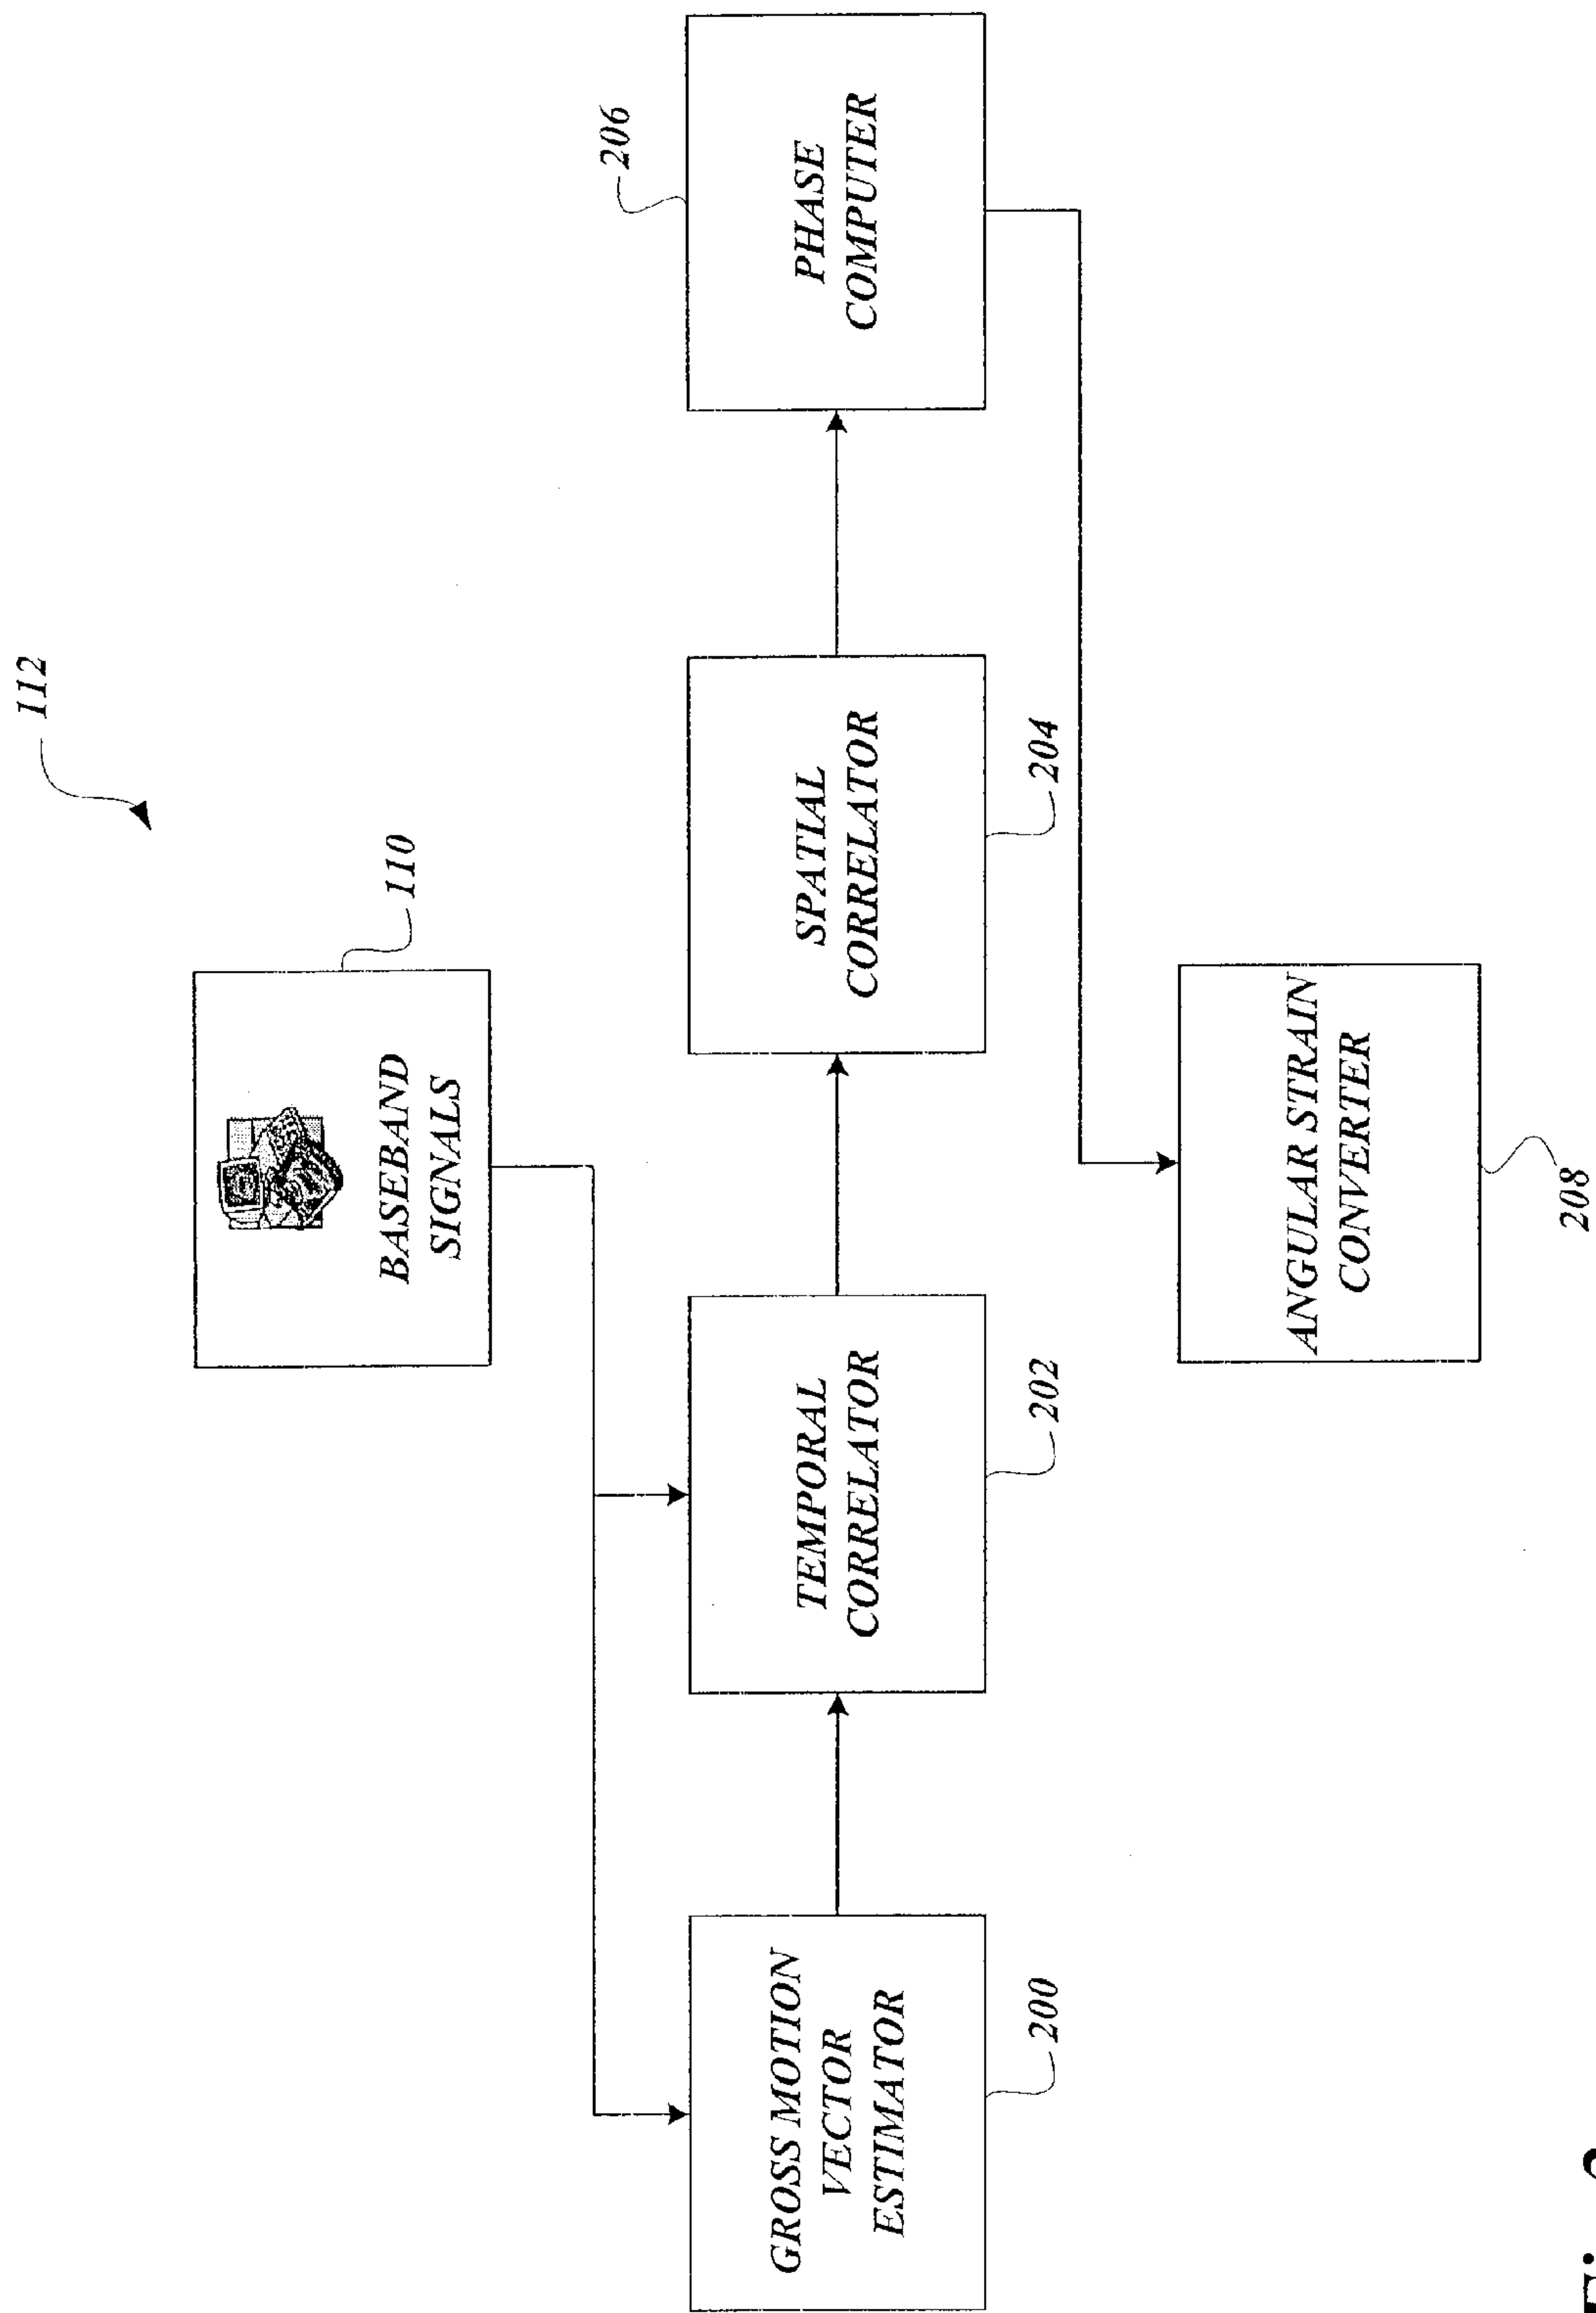 112
BASEBAND
SIGNALS
110
206
GROSS MOTION
VECTOR
ESTIMATOR
TEMPORAL
CORRELATOR
SPATIAL
CORRELATOR
PHASE
COMPUTER
200
202
204
ANGULAR STRAIN
CONVERTER
208